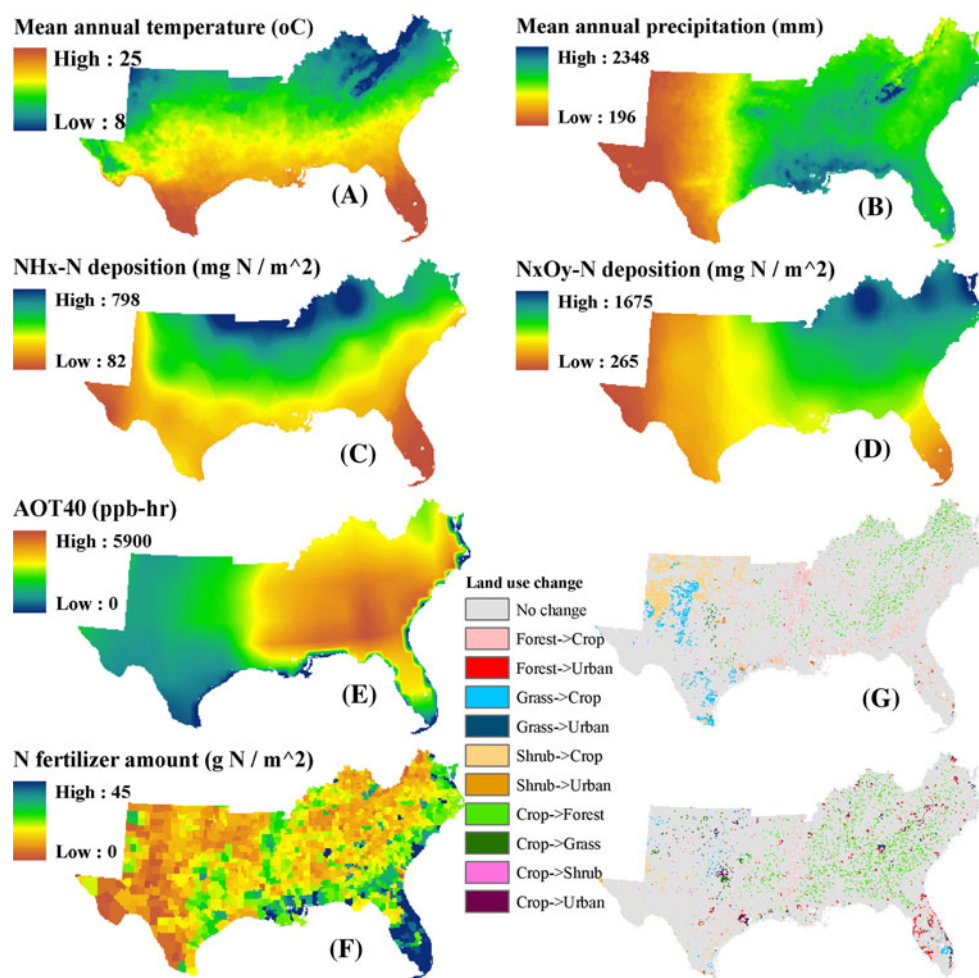 Mean annual temperature (oC)
High : 25
Low : 8
(A)
Mean annual precipitation (mm)
High : 2348
Low : 196
(B)
NHx-N deposition (mg N / m^2)
High : 798
Low : 82
(C)
NxOy-N deposition (mg N / m^2)
High : 1675
Low : 265
(D)
AOT40 (ppb-hr)
High : 5900
Low : 0
(E)
Land use change
No change
Forest->Crop
Forest->Urban
Grass->Crop
Grass->Urban
Shrub->Crop
Shrub->Urban
Crop->Forest
Crop->Grass
Crop->Shrub
Crop->Urban
(G)
N fertilizer amount (g N / m^2)
High : 45
Low : 0
(F)